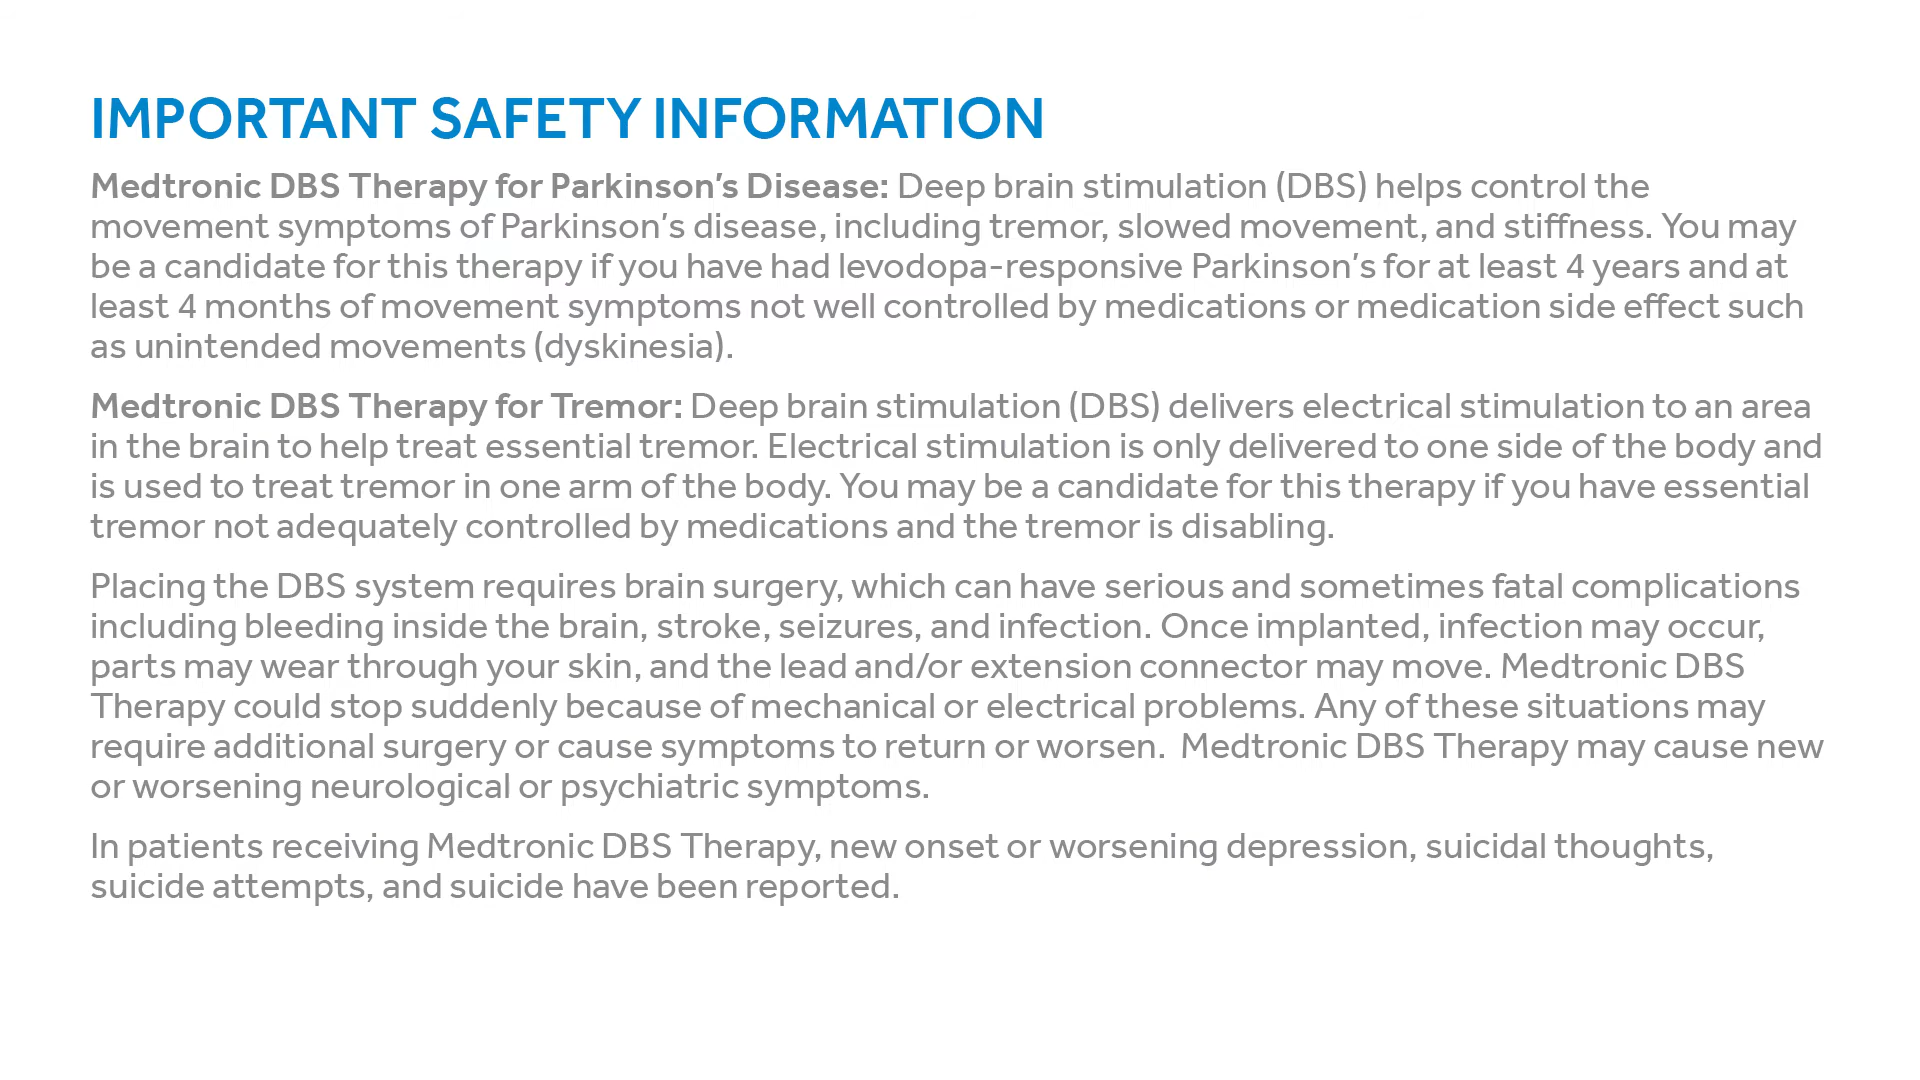 IMPORTANT SAFETY INFORMATION
Medtronic DBS Therapy for Parkinson’s Disease: Deep brain stimulation (DBS) helps control the
movement symptoms of Parkinson’s disease, including tremor, slowed movement, and stiffness. You may
be a candidate for this therapy if you have had levodopa-responsive Parkinson’s for at least 4 years and at
least 4 months of movement symptoms not well controlled by medications or medication side effect such
as unintended movements (dyskinesia).
Medtronic DBS Therapy for Tremor: Deep brain stimulation (DBS) delivers electrical stimulation to an area
in the brain to help treat essential tremor. Electrical stimulation is only delivered to one side of the body and
is used to treat tremor in one arm of the body. You may be a candidate for this therapy if you have essential
tremor not adequately controlled by medications and the tremor is disabling.
Placing the DBS system requires brain surgery, which can have serious and sometimes fatal complications
including bleeding inside the brain, stroke, seizures, and infection. Once implanted, infection may occur,
parts may wear through your skin, and the lead and/or extension connector may move. Medtronic DBS
Therapy could stop suddenly because of mechanical or electrical problems. Any of these situations may
require additional surgery or cause symptoms to return or worsen.  Medtronic DBS Therapy may cause new
or worsening neurological or psychiatric symptoms.
In patients receiving Medtronic DBS Therapy, new onset or worsening depression, suicidal thoughts,
suicide attempts, and suicide have been reported.